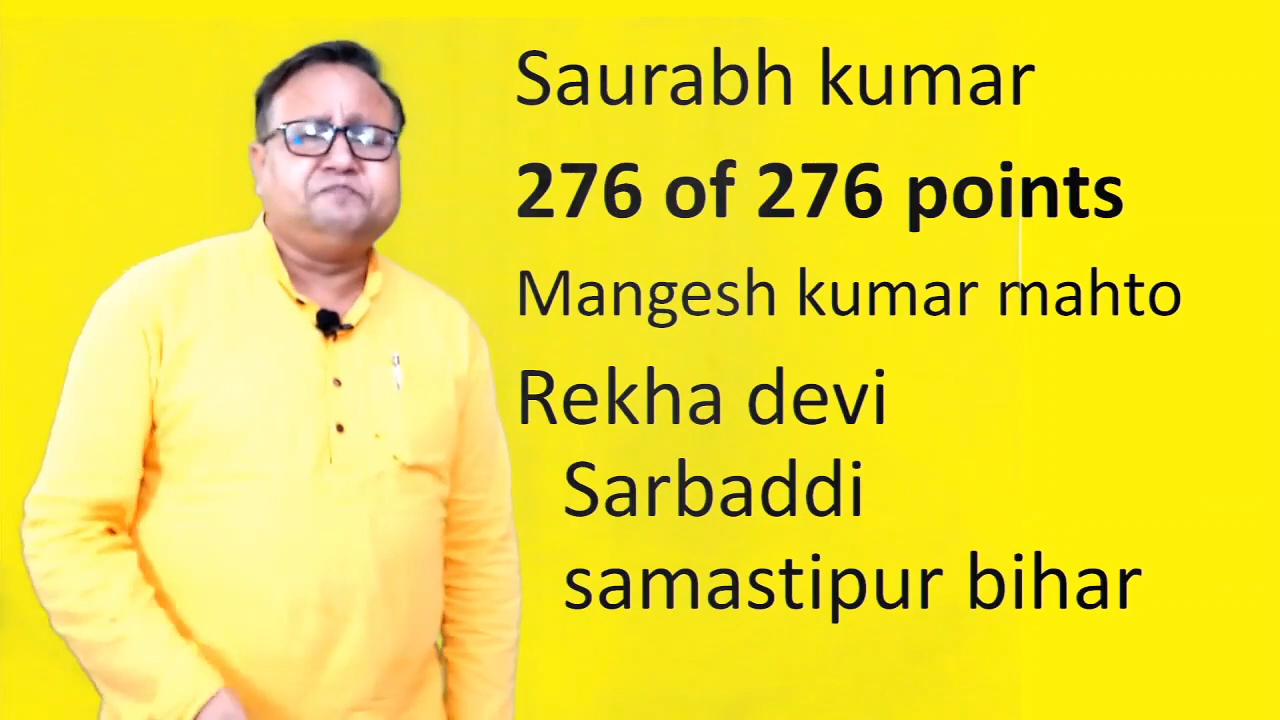 Saurabh kumar
276 of 276 points
Mangesh kumar mahto
Rekha devi
Sarbaddi
samastipur bihar